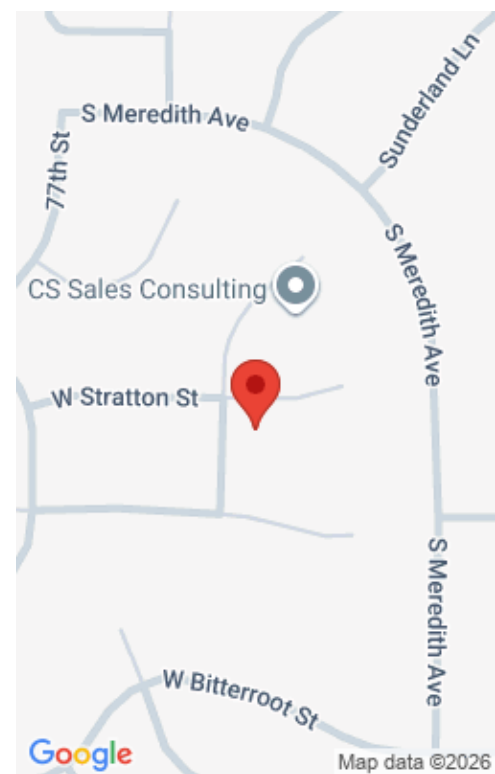 S Meredith Ave
Sunderland Ln
77th St
S Meredith Ave
CS Sales Consulting
W Stratton St
S Meredith Ave
W Bitterroot St
Google
Map data ©2026